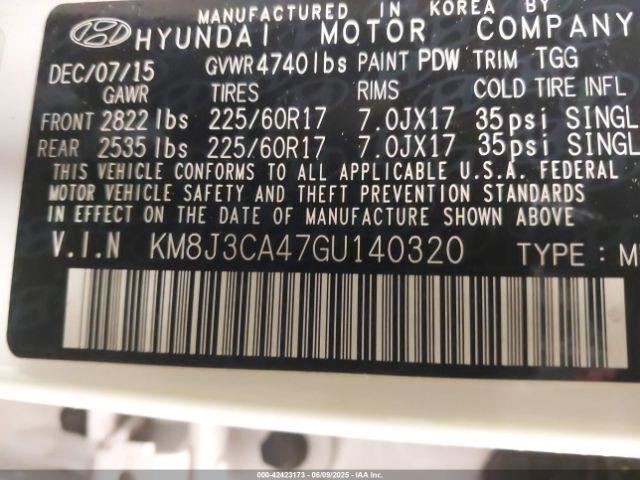 MANUFACTURED IN KOREA BY
HYUNDAI MOTOR COMPANY
DEC/07/15 GVWR4740lbs PAINT PDW TRIM TGG
GAWR TIRES RIMS COLD TIRE INFL
FRONT 2822lbs 225/60R17 7.0JX17 35psi SINGL
REAR 2535lbs 225/60R17 7.0JX17 35psi SINGL
THIS VEHICLE CONFORMS TO ALL APPLICABLE U.S.A. FEDERAL
MOTOR VEHICLE SAFETY AND THEFT PREVENTION STANDARDS
IN EFFECT ON THE DATE OF MANUFACTURE SHOWN ABOVE
V.I.N KM8J3CA47GU140320 TYPE: M
000-42423173 | 06/09/2025 - IAA Inc.